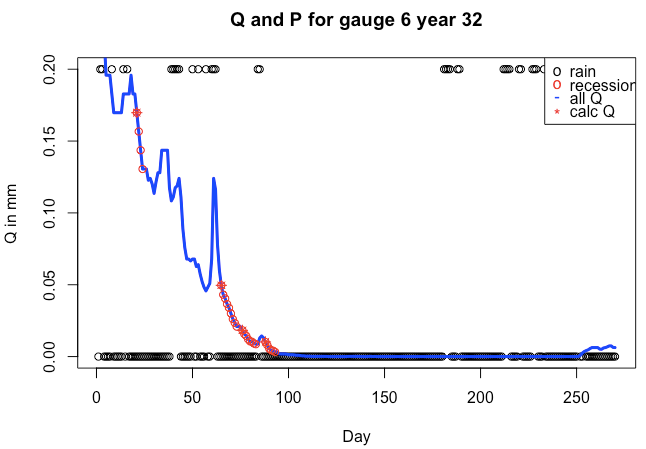 Q and P for gauge 6 year 32
Q in mm
0.20
0.15
0.10
0.05
0.00
rain
recession
all Q
calc Q
0 50 100 150 200 250
Day